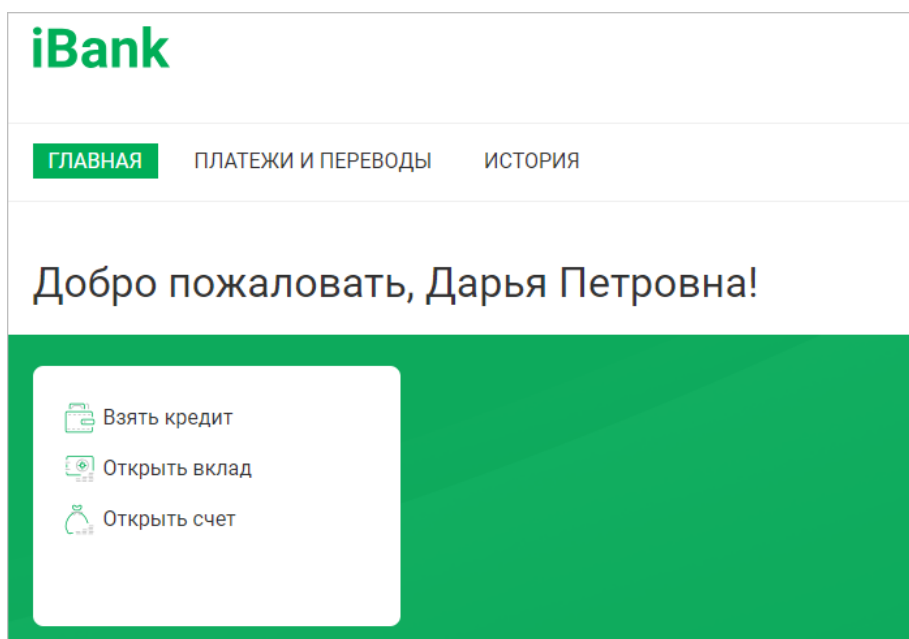 iBank
ГЛАВНАЯ ПЛАТЕЖИ И ПЕРЕВОДЫ ИСТОРИЯ
Добро пожаловать, Дарья Петровна!
Взять кредит
Открыть вклад
Открыть счет